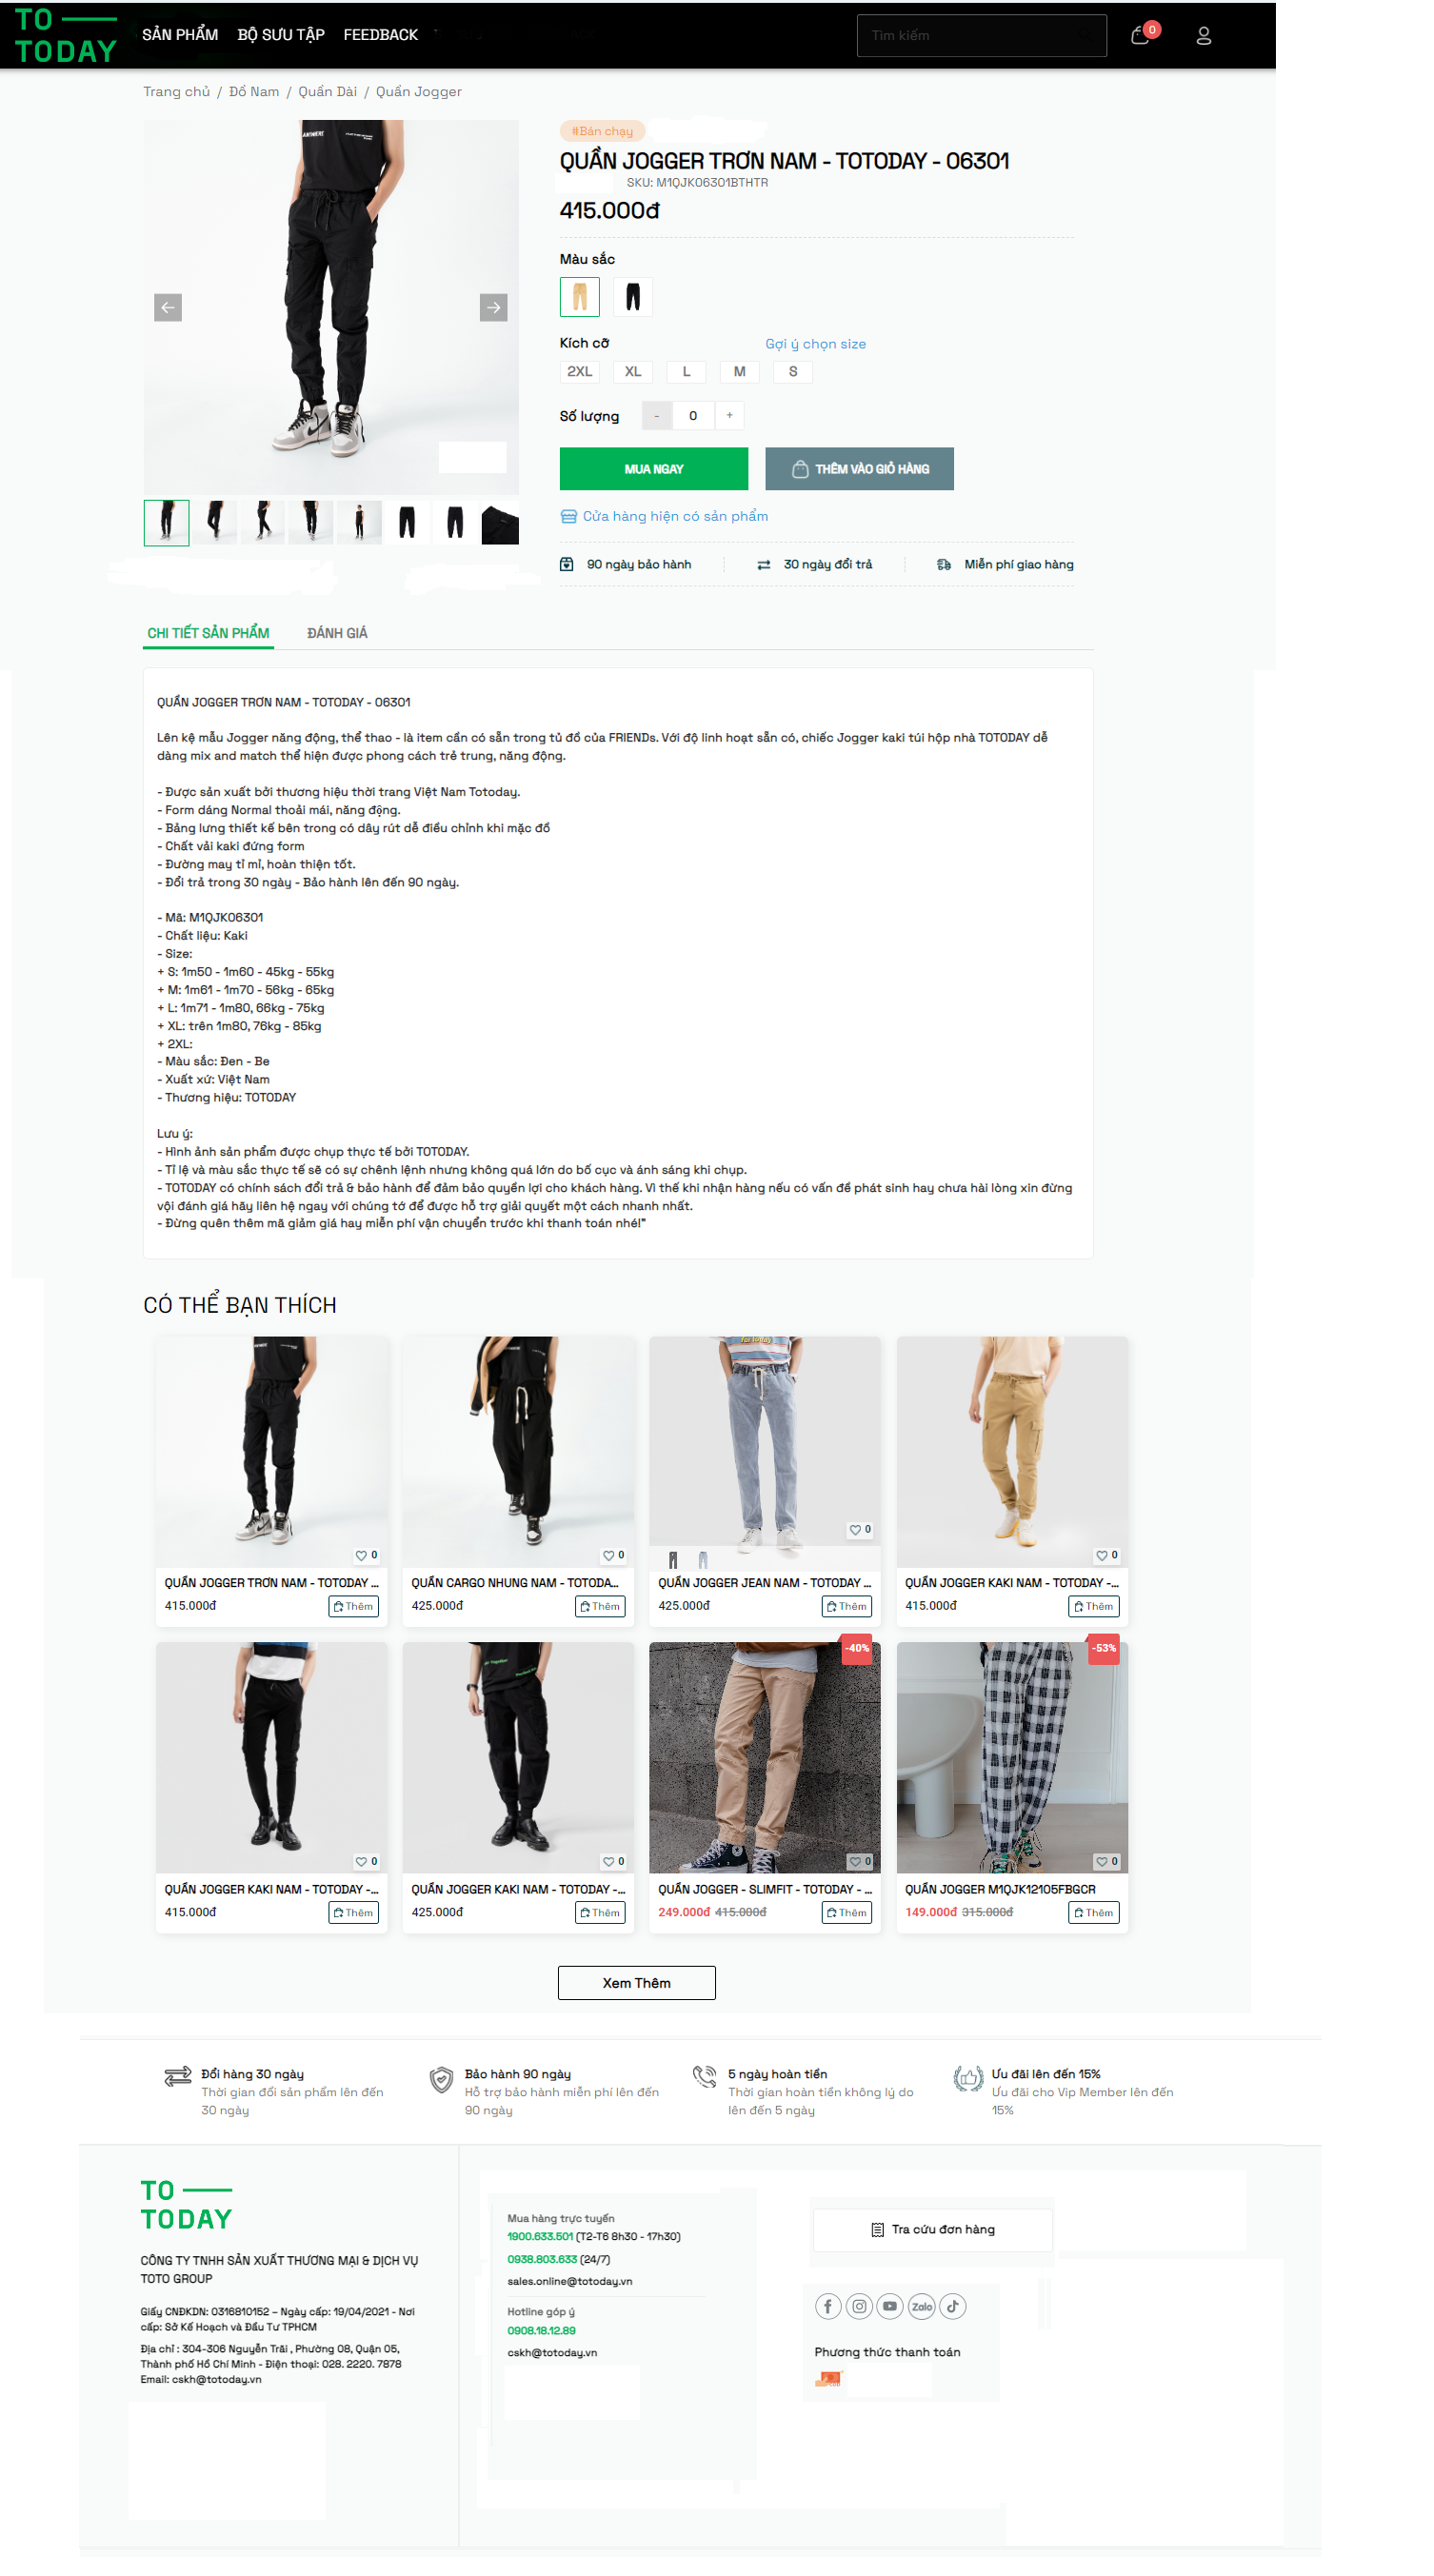 TO
TODAY
SẢN PHẨM BỘ SƯU TẬP FEEDBACK
Tìm kiếm
0
Trang chủ / Đồ Nam / Quần Dài / Quần Jogger
#Bán chạy
QUẦN JOGGER TRƠN NAM - TOTODAY - 06301
SKU: M1QJK06301BTHTR
415.000đ
Màu sắc
Kích cỡ Gợi ý chọn size
2XL XL L M S
Số lượng - 0 +
MUA NGAY THÊM VÀO GIỎ HÀNG
Cửa hàng hiện có sản phẩm
90 ngày bảo hành 30 ngày đổi trả Miễn phí giao hàng
CHI TIẾT SẢN PHẨM ĐÁNH GIÁ
QUẦN JOGGER TRƠN NAM - TOTODAY - 06301
Lên kệ mẫu Jogger năng động, thể thao - là item cần có sẵn trong tủ đồ của FRIENDs. Với độ linh hoạt sẵn có, chiếc Jogger kaki túi hộp nhà TOTODAY dễ
dàng mix and match thể hiện được phong cách trẻ trung, năng động.
- Được sản xuất bởi thương hiệu thời trang Việt Nam Totoday.
- Form dáng Normal thoải mái, năng động.
- Bảng lưng thiết kế bên trong có dây rút dễ điều chỉnh khi mặc đồ
- Chất vải kaki đứng form
- Đường may tỉ mỉ, hoàn thiện tốt.
- Đổi trả trong 30 ngày - Bảo hành lên đến 90 ngày.
- Mã: M1QJK06301
- Chất liệu: Kaki
- Size:
+ S: 1m50 - 1m60 - 45kg - 55kg
+ M: 1m61 - 1m70 - 56kg - 65kg
+ L: 1m71 - 1m80, 66kg - 75kg
+ XL: trên 1m80, 76kg - 85kg
+ 2XL:
- Màu sắc: Đen - Be
- Xuất xứ: Việt Nam
- Thương hiệu: TOTODAY
Lưu ý:
- Hình ảnh sản phẩm được chụp thực tế bởi TOTODAY.
- Tỉ lệ và màu sắc thực tế sẽ có sự chênh lệnh nhưng không quá lớn do bố cục và ánh sáng khi chụp.
- TOTODAY có chính sách đổi trả & bảo hành để đảm bảo quyền lợi cho khách hàng. Vì thế khi nhận hàng nếu có vấn đề phát sinh hay chưa hài lòng xin đừng
vội đánh giá hãy liên hệ ngay với chúng tớ để được hỗ trợ giải quyết một cách nhanh nhất.
- Đừng quên thêm mã giảm giá hay miễn phí vận chuyển trước khi thanh toán nhé!"
CÓ THỂ BẠN THÍCH
0 0 0 0
QUẦN JOGGER TRƠN NAM - TOTODAY ... QUẦN CARGO NHUNG NAM - TOTODA... QUẦN JOGGER JEAN NAM - TOTODAY ... QUẦN JOGGER KAKI NAM - TOTODAY -...
415.000đ Thêm 425.000đ Thêm 425.000đ Thêm 415.000đ Thêm
-40% -53%
0 0 0 0
QUẦN JOGGER KAKI NAM - TOTODAY -... QUẦN JOGGER KAKI NAM - TOTODAY -... QUẦN JOGGER - SLIMFIT - TOTODAY - ... QUẦN JOGGER M1QJK12105FBGCR
415.000đ Thêm 425.000đ Thêm 249.000đ 415.000đ Thêm 149.000đ 315.000đ Thêm
Xem Thêm
Đổi hàng 30 ngày
Thời gian đổi sản phẩm lên đến
30 ngày
Bảo hành 90 ngày
Hỗ trợ bảo hành miễn phí lên đến
90 ngày
5 ngày hoàn tiền
Thời gian hoàn tiền không lý do
lên đến 5 ngày
Ưu đãi lên đến 15%
Ưu đãi cho Vip Member lên đến
15%
TO
TODAY
CÔNG TY TNHH SẢN XUẤT THƯƠNG MẠI & DỊCH VỤ
TOTO GROUP
Giấy CNĐKDN: 0316810152 – Ngày cấp: 19/04/2021 - Nơi
cấp: Sở Kế Hoạch và Đầu Tư TPHCM
Địa chỉ : 304-306 Nguyễn Trãi , Phường 08, Quận 05,
Thành phố Hồ Chí Minh - Điện thoại: 028. 2220. 7878
Email: cskh@totoday.vn
Mua hàng trực tuyến
1900.633.501 (T2-T6 8h30 - 17h30)
0938.803.633 (24/7)
sales.online@totoday.vn
Hotline góp ý
0908.18.12.89
cskh@totoday.vn
Tra cứu đơn hàng
Zalo
Phương thức thanh toán